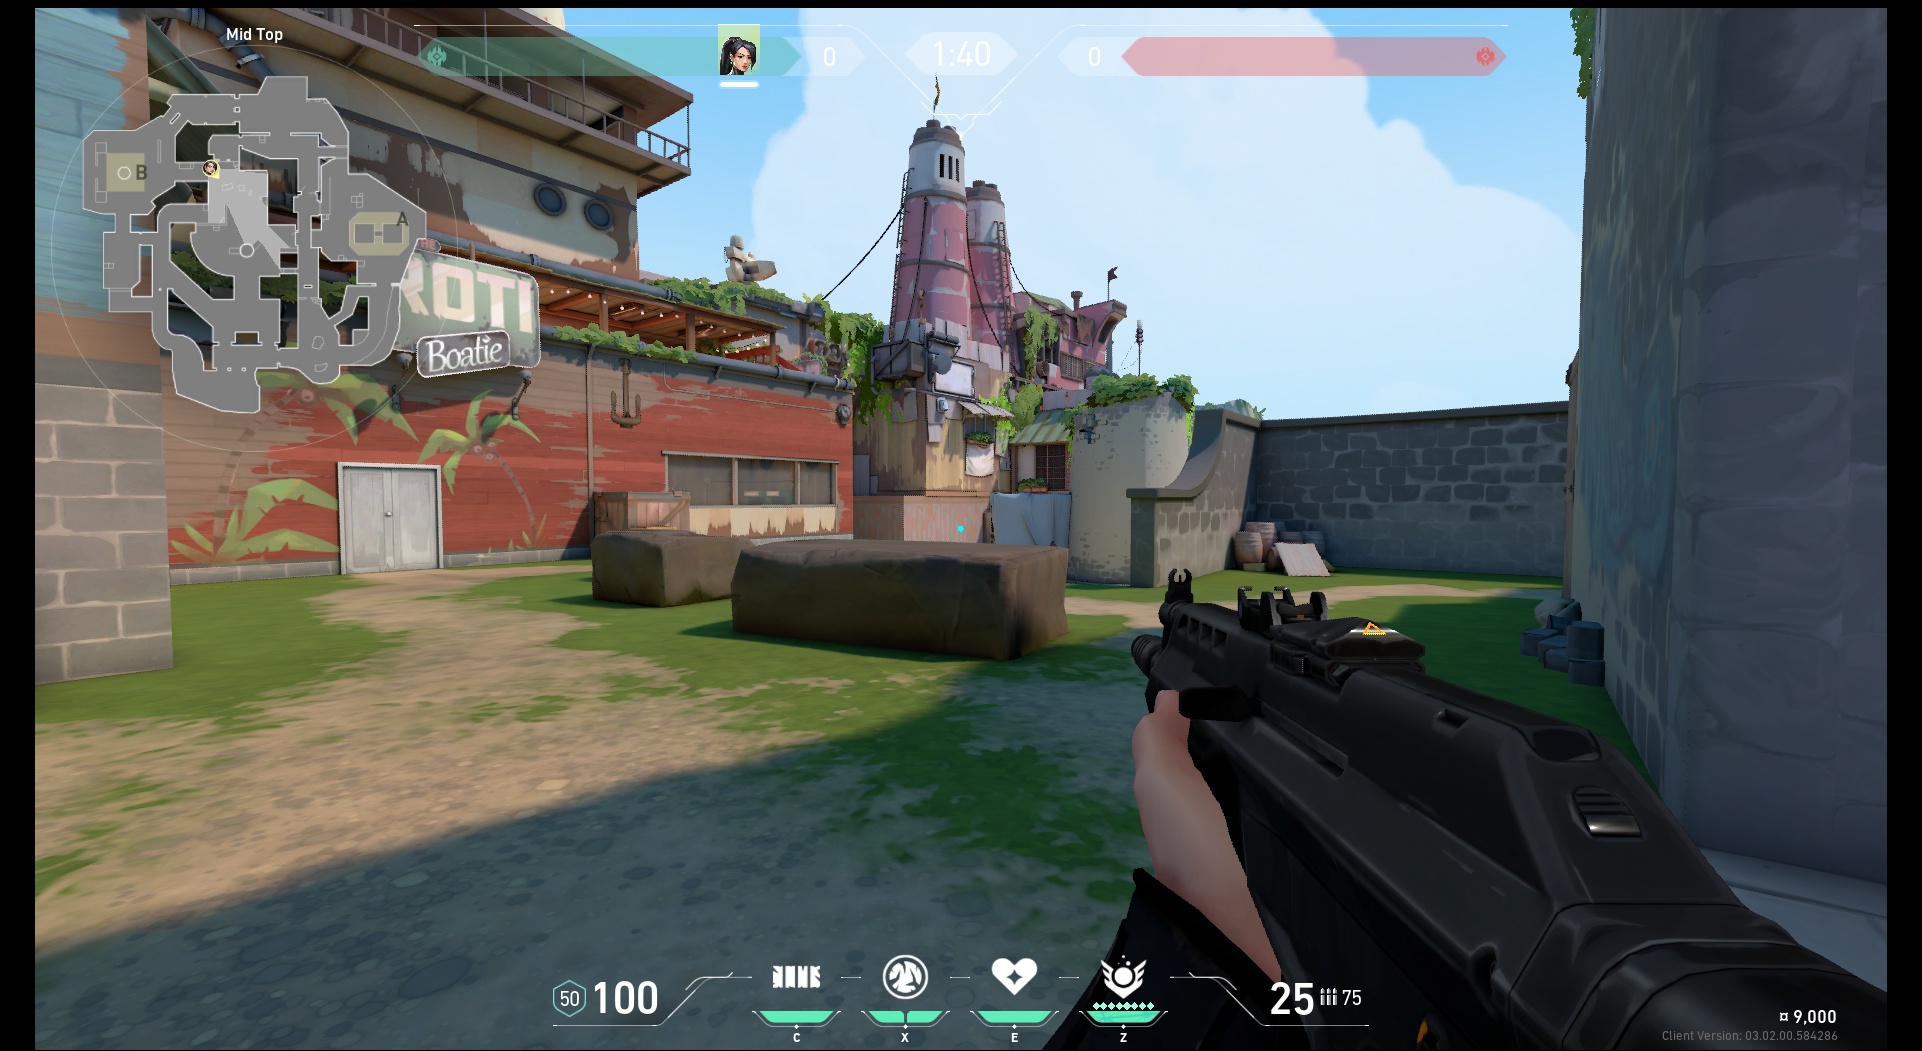 Mid Top
0
1:40
0
B
A
HE
ROTI
Boatie
50
100
25
75
C
X
E
Z
¤ 9,000
Client Version: 03.02.00.584286